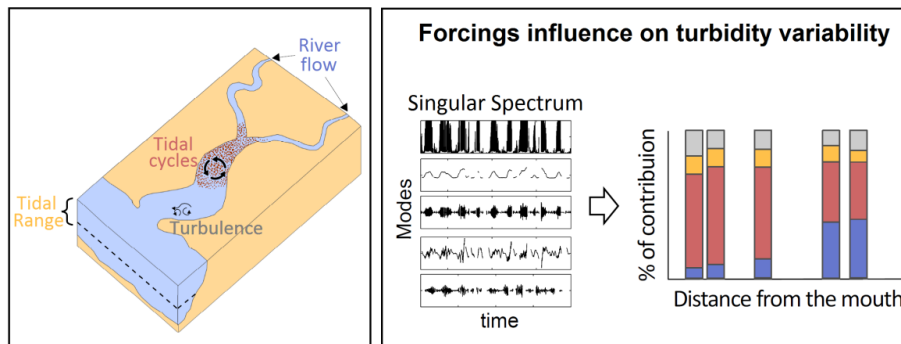 River
flow
Tidal
cycles
Tidal
Range
Turbulence
Forcings influence on turbidity variability
Singular Spectrum
Modes
time
% of contribuion
Distance from the mouth